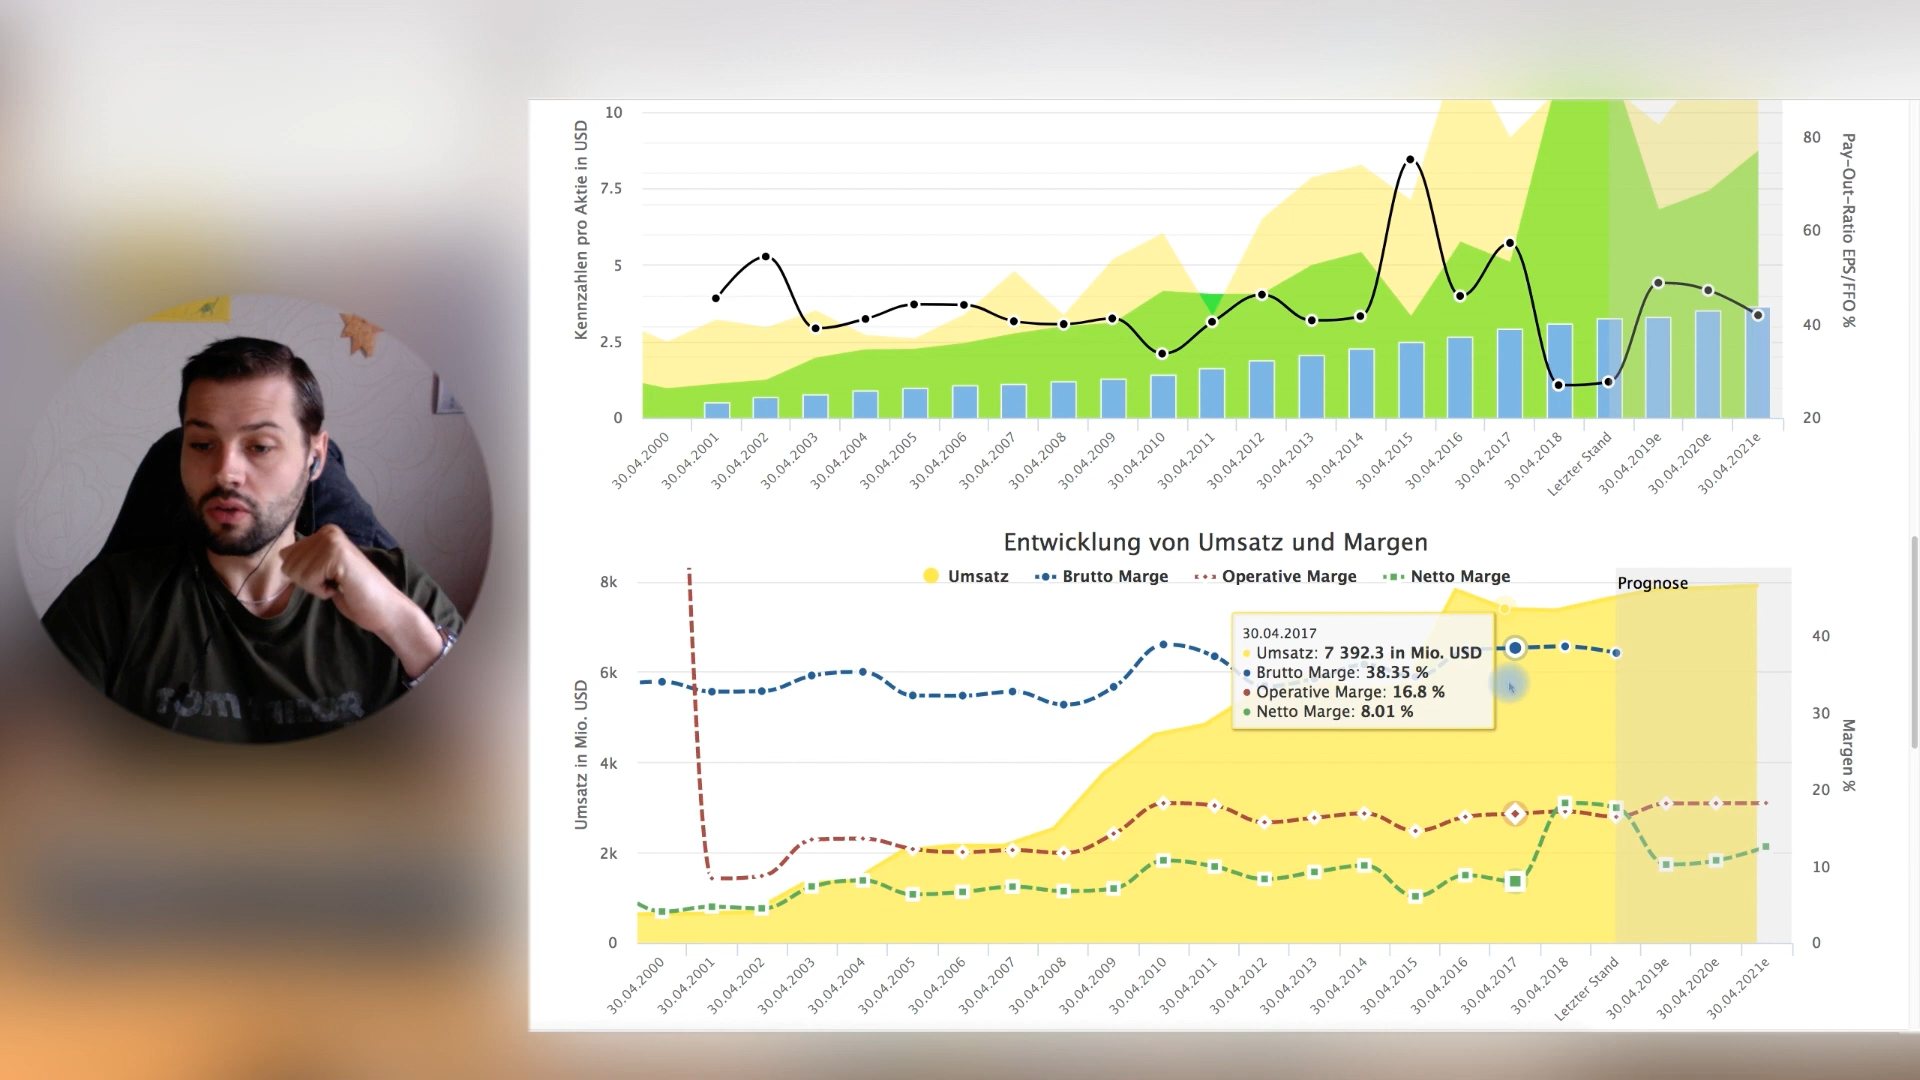 10
7.5
5
2.5
0
Kennzahlen pro Aktie in USD
80
60
40
20
Pay-Out-Ratio EPS/FFO %
30.04.2000
30.04.2001
30.04.2002
30.04.2003
30.04.2004
30.04.2005
30.04.2006
30.04.2007
30.04.2008
30.04.2009
30.04.2010
30.04.2011
30.04.2012
30.04.2013
30.04.2014
30.04.2015
30.04.2016
30.04.2017
30.04.2018
Letzter Stand
30.04.2019e
30.04.2020e
30.04.2021e
Entwicklung von Umsatz und Margen
Umsatz Brutto Marge Operative Marge Netto Marge
Prognose
8k
6k
4k
2k
0
Umsatz in Mio. USD
30.04.2017
Umsatz: 7 392.3 in Mio. USD
Brutto Marge: 38.35 %
Operative Marge: 16.8 %
Netto Marge: 8.01 %
40
30
20
10
0
Margen %
30.04.2000
30.04.2001
30.04.2002
30.04.2003
30.04.2004
30.04.2005
30.04.2006
30.04.2007
30.04.2008
30.04.2009
30.04.2010
30.04.2011
30.04.2012
30.04.2013
30.04.2014
30.04.2015
30.04.2016
30.04.2017
30.04.2018
Letzter Stand
30.04.2019e
30.04.2020e
30.04.2021e